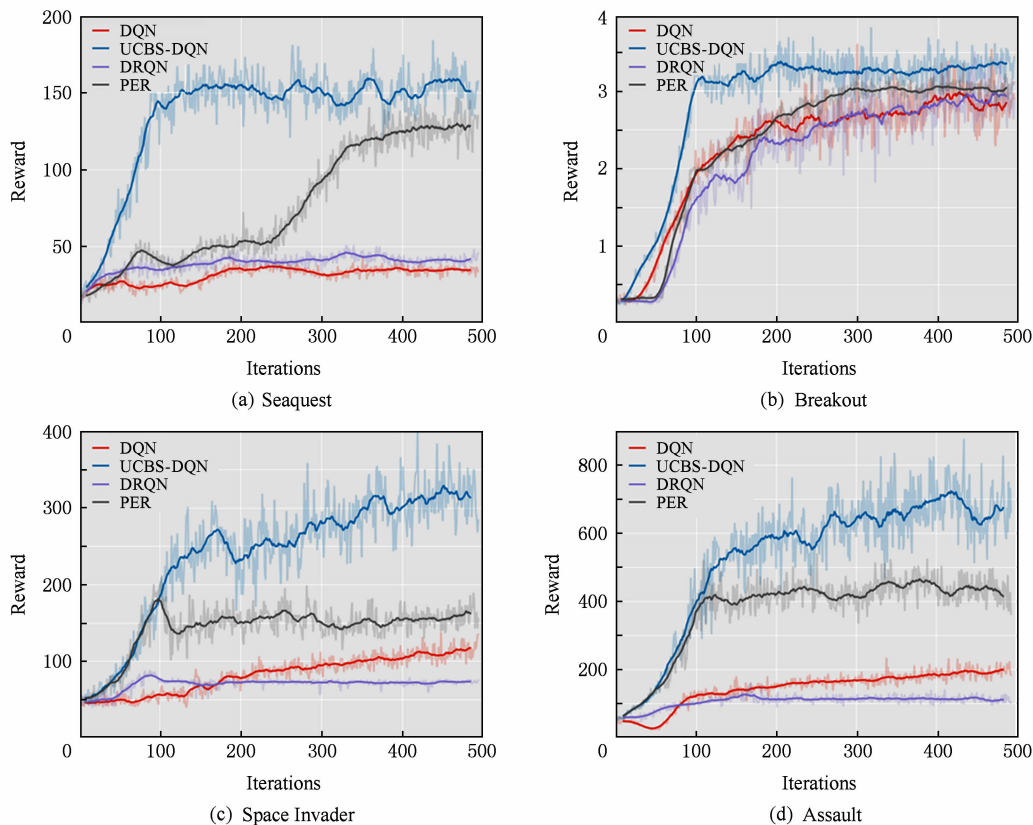 200
150
100
50
0
100
200
300
400
500
Reward
Iterations
DQN
UCBS-DQN
DRQN
PER
(a) Seaquest
4
3
2
1
0
100
200
300
400
500
Reward
Iterations
DQN
UCBS-DQN
DRQN
PER
(b) Breakout
400
300
200
100
0
100
200
300
400
500
Reward
Iterations
DQN
UCBS-DQN
DRQN
PER
(c) Space Invader
800
600
400
200
0
100
200
300
400
500
Reward
Iterations
DQN
UCBS-DQN
DRQN
PER
(d) Assault